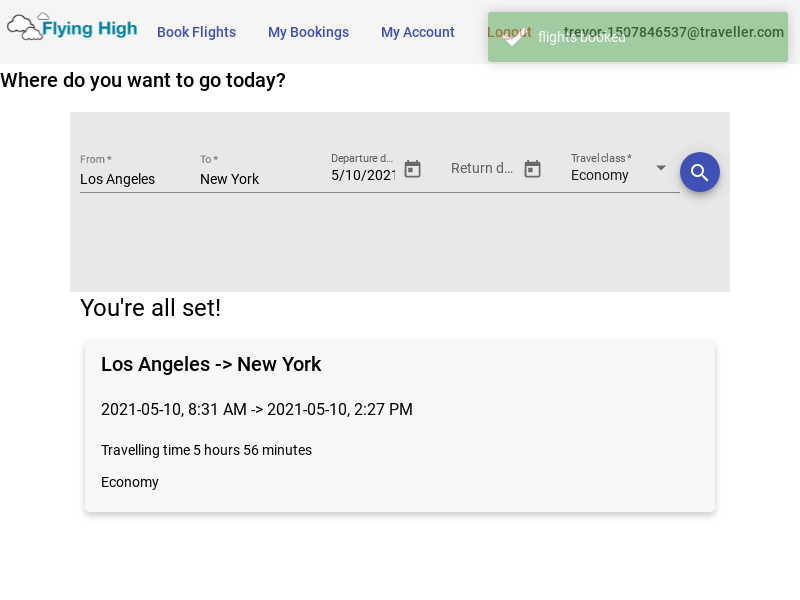 Flying High
Book Flights
My Bookings
My Account
Logout
trevor-1507846537@traveller.com
flights booked
Where do you want to go today?
From *
Los Angeles
To *
New York
Departure d...
5/10/2021
Return d...
Travel class *
Economy
You're all set!
Los Angeles -> New York
2021-05-10, 8:31 AM -> 2021-05-10, 2:27 PM
Travelling time 5 hours 56 minutes
Economy